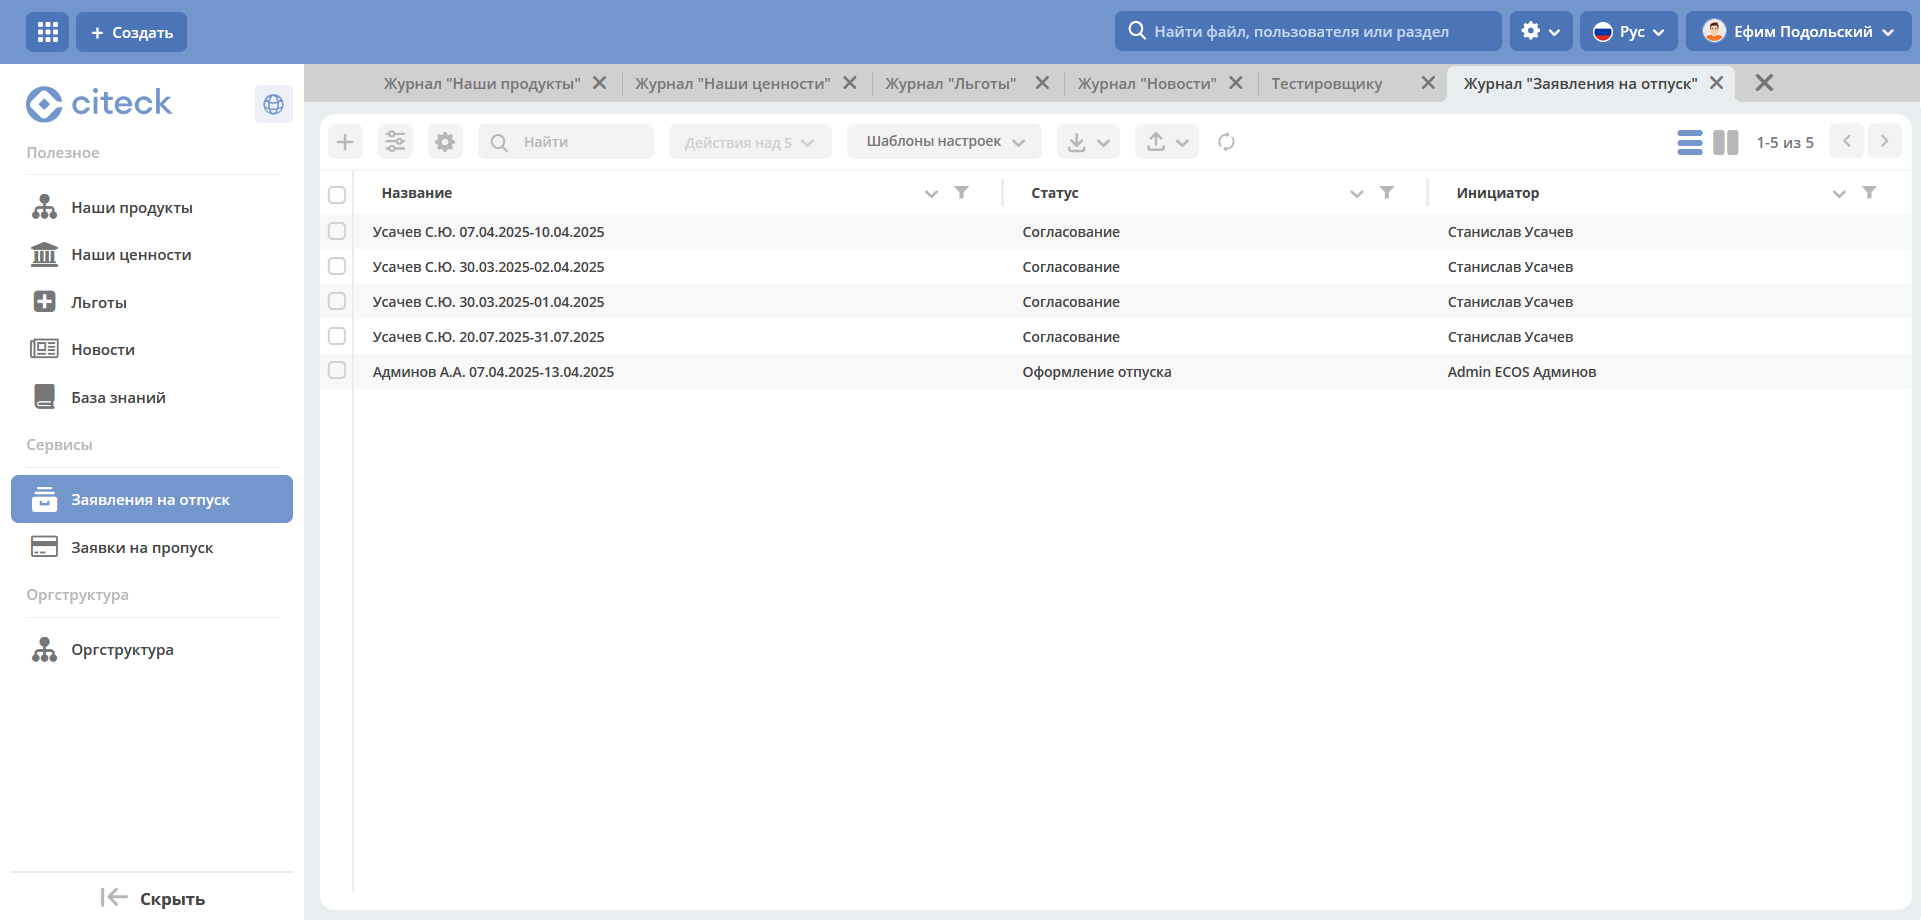 + Создать
Найти файл, пользователя или раздел
Рус
Ефим Подольский
citeck
Журнал "Наши продукты"
Журнал "Наши ценности"
Журнал "Льготы"
Журнал "Новости"
Тестировщику
Журнал "Заявления на отпуск"
Полезное
Наши продукты
Наши ценности
Льготы
Новости
База знаний
Сервисы
Заявления на отпуск
Заявки на пропуск
Оргструктура
Оргструктура
Скрыть
Найти
Действия над 5
Шаблоны настроек
1-5 из 5
Название Статус Инициатор
Усачев С.Ю. 07.04.2025-10.04.2025 Согласование Станислав Усачев
Усачев С.Ю. 30.03.2025-02.04.2025 Согласование Станислав Усачев
Усачев С.Ю. 30.03.2025-01.04.2025 Согласование Станислав Усачев
Усачев С.Ю. 20.07.2025-31.07.2025 Согласование Станислав Усачев
Админов А.А. 07.04.2025-13.04.2025 Оформление отпуска Admin ECOS Админов